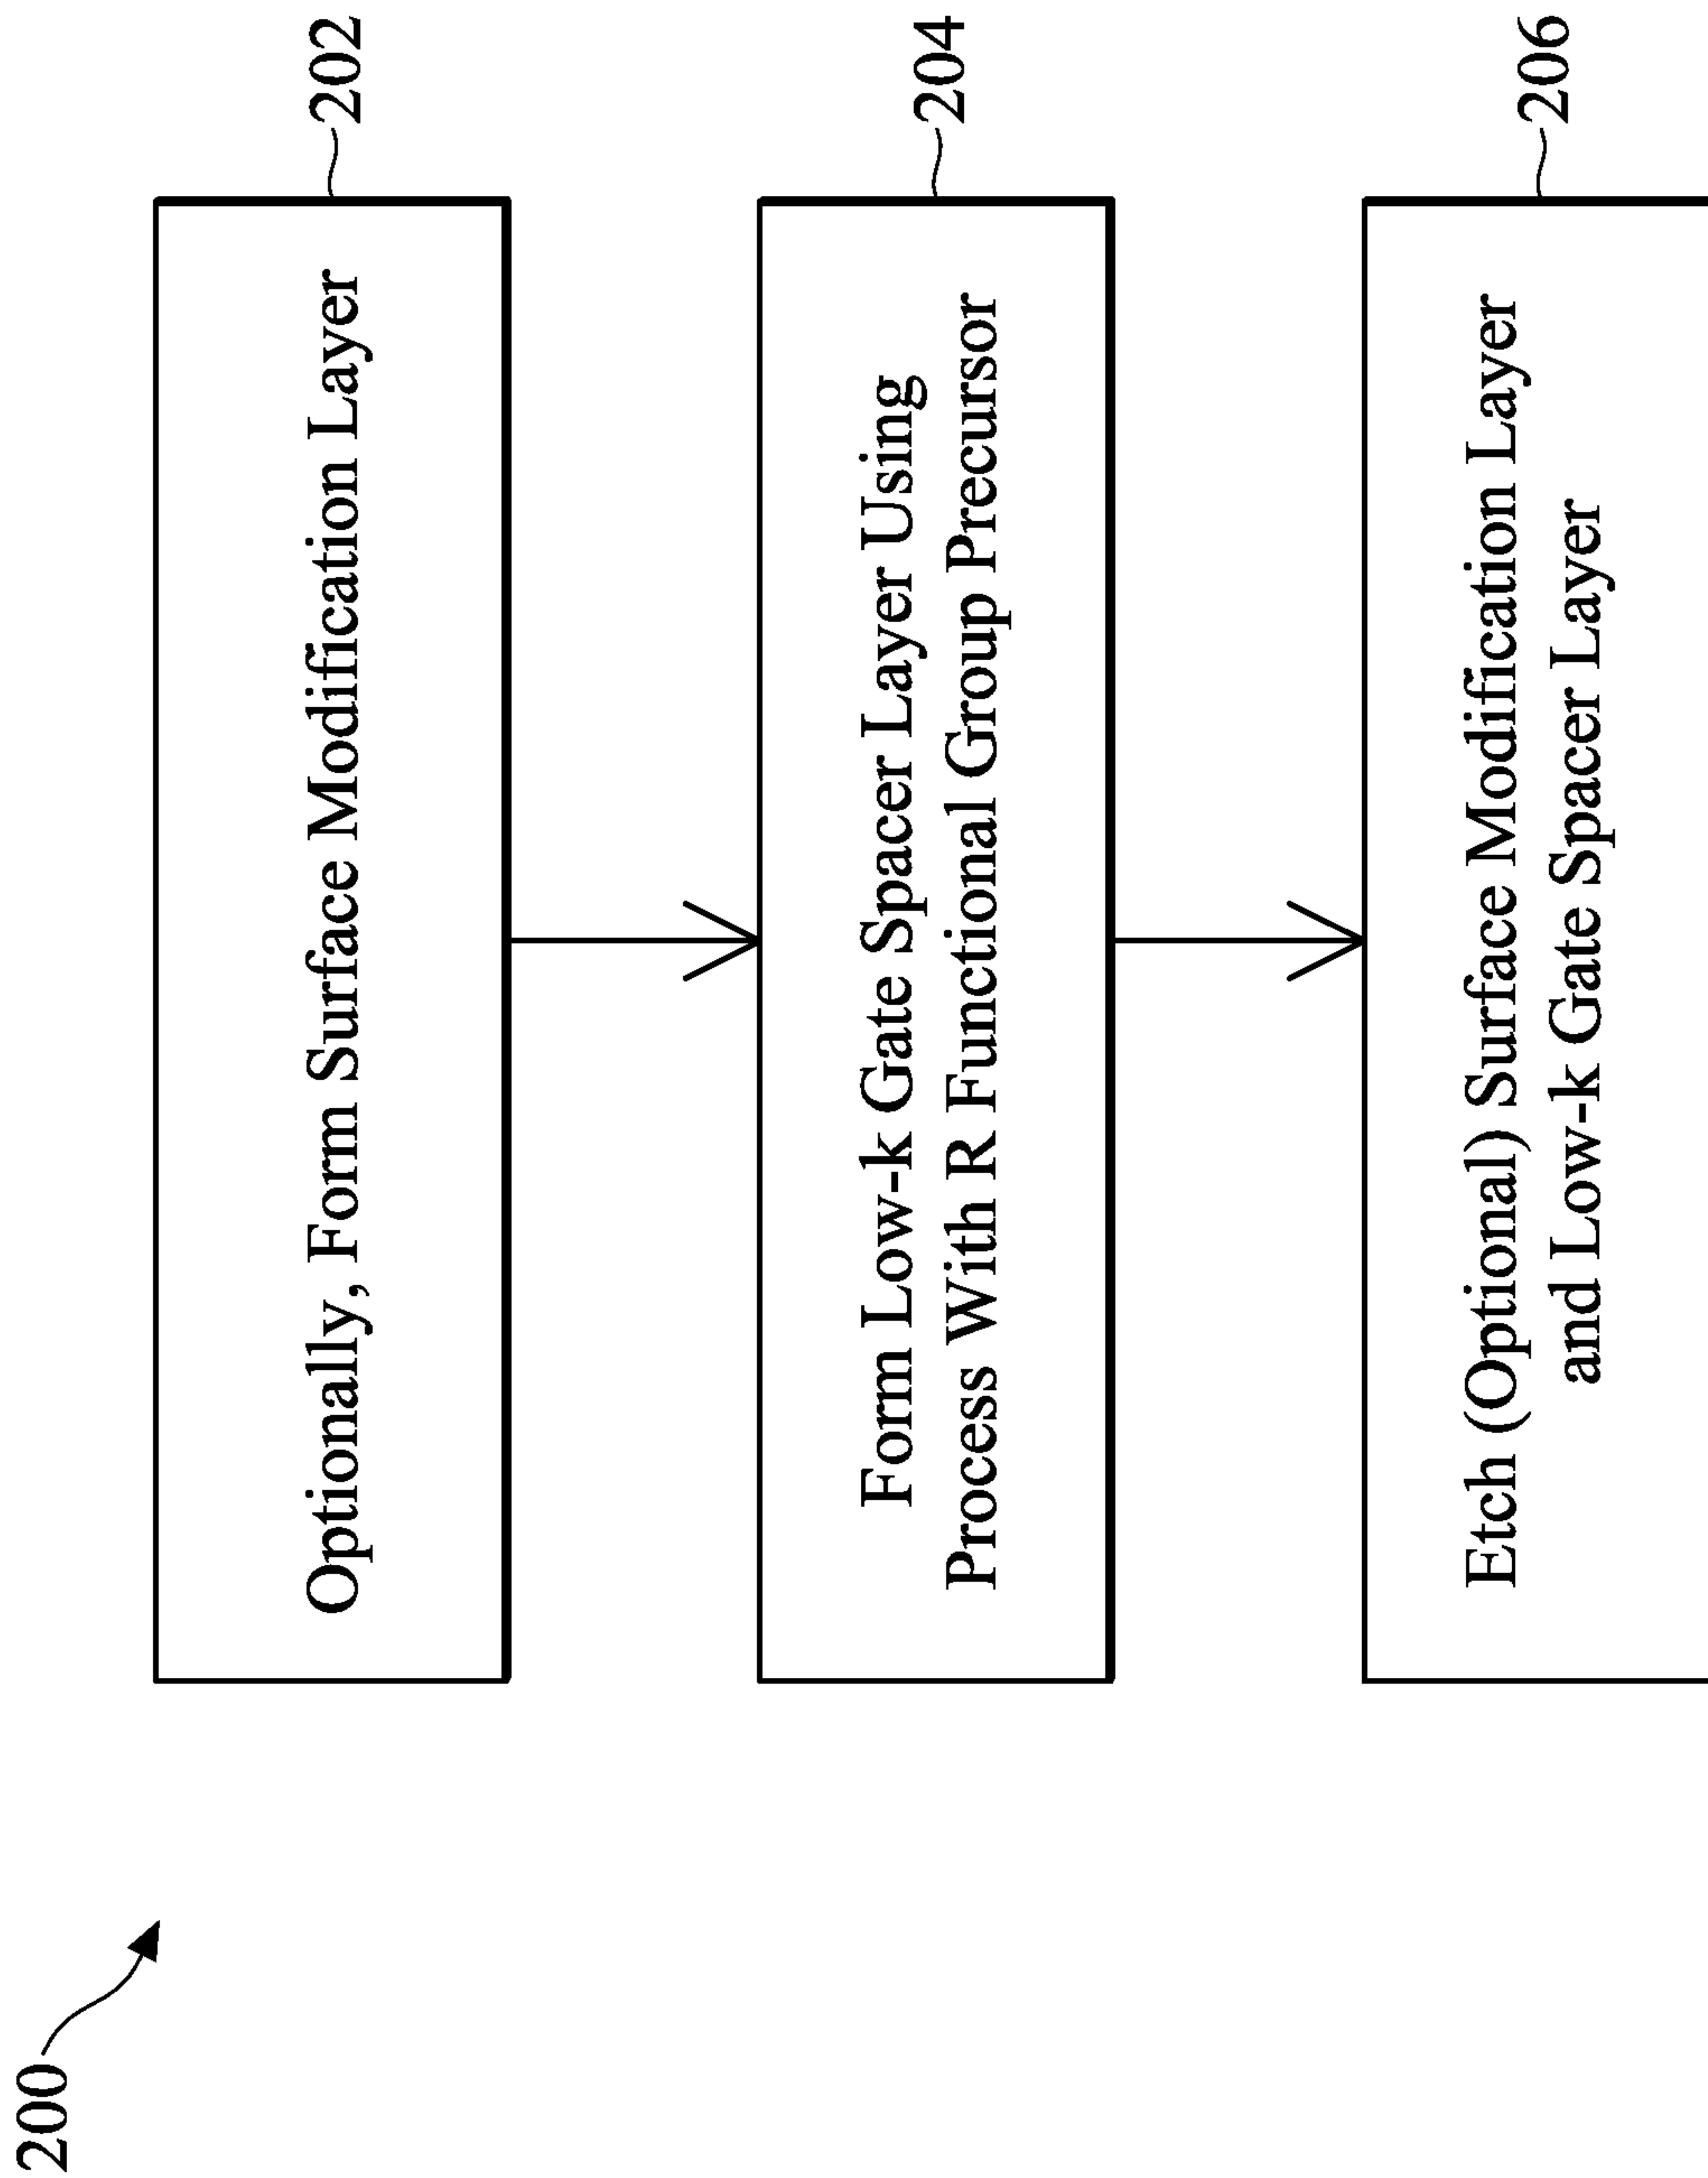 200
Optionally, Form Surface Modification Layer
202
Form Low-k Gate Spacer Layer Using
Process With R Functional Group Precursor
204
Etch (Optional) Surface Modification Layer
and Low-k Gate Spacer Layer
206